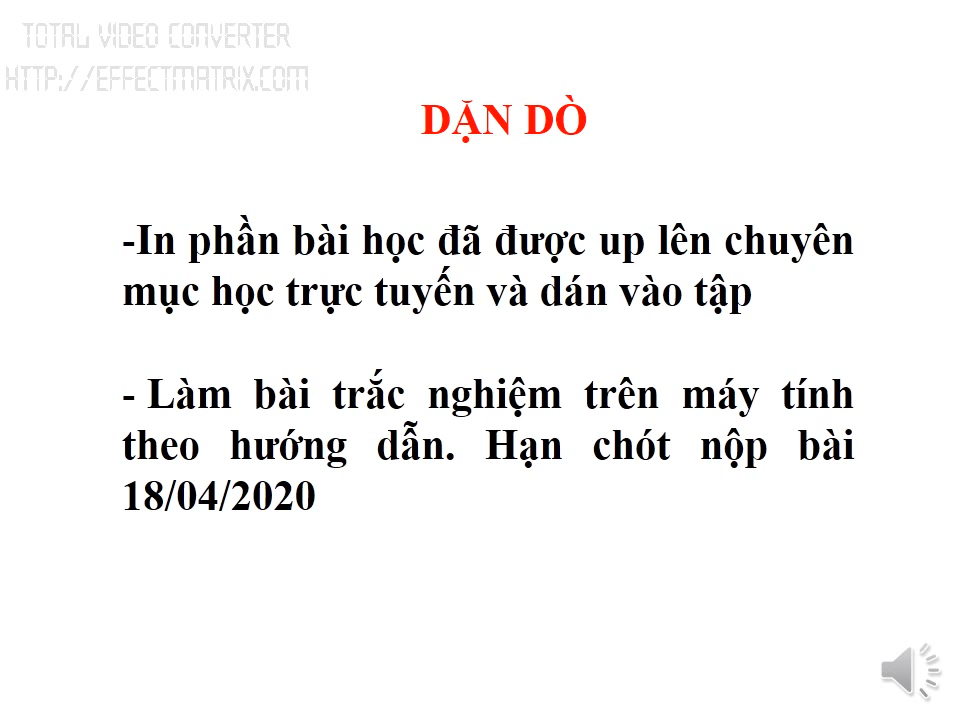 TOTAL VIDEO CONVERTER
HTTP://EFFECTMATRIX.COM
DẶN DÒ
-In phần bài học đã được up lên chuyên
mục học trực tuyến và dán vào tập
- Làm bài trắc nghiệm trên máy tính
theo hướng dẫn. Hạn chót nộp bài
18/04/2020